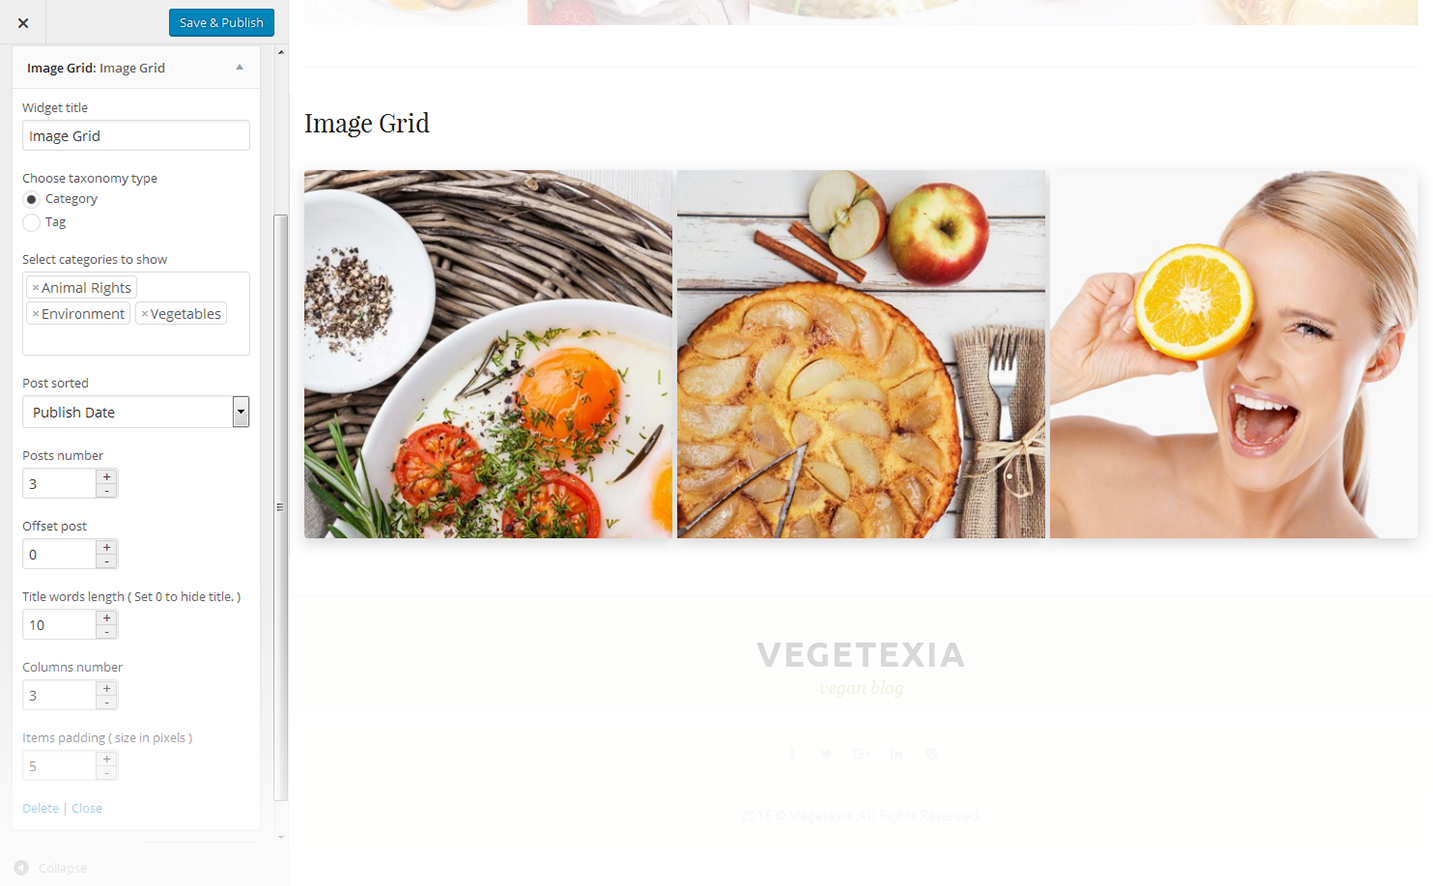 Save & Publish
Image Grid: Image Grid
Widget title
Image Grid
Choose taxonomy type
Category
Tag
Select categories to show
× Animal Rights
× Environment × Vegetables
Post sorted
Publish Date
Posts number
3
Offset post
0
Title words length ( Set 0 to hide title. )
10
Columns number
3
Items padding ( size in pixels )
5
Delete | Close
Collapse
Image Grid
VEGETEXIA
vegan blog
2016 © Vegetexia. All Rights Reserved.